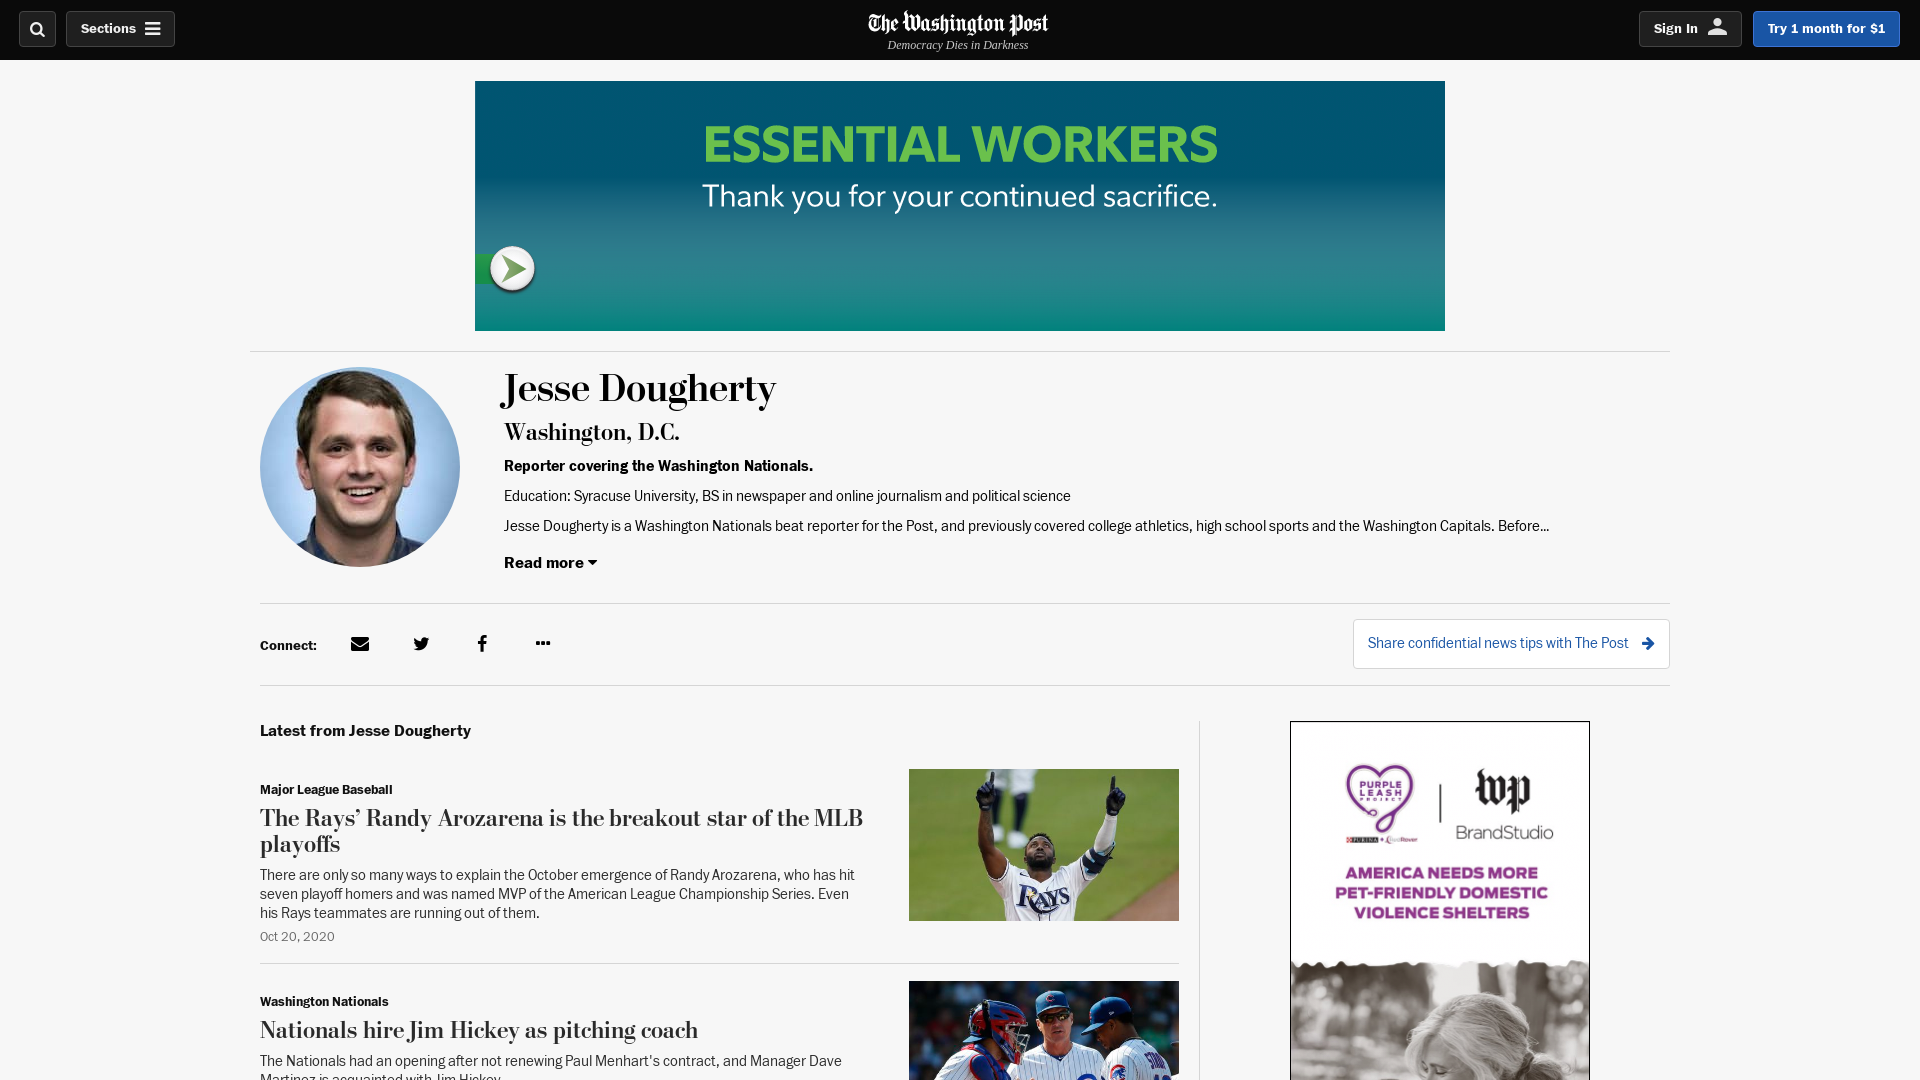 Sections
The Washington Post
Democracy Dies in Darkness
Sign In
Try 1 month for $1
ESSENTIAL WORKERS
Thank you for your continued sacrifice.
Jesse Dougherty
Washington, D.C.
Reporter covering the Washington Nationals.
Education: Syracuse University, BS in newspaper and online journalism and political science
Jesse Dougherty is a Washington Nationals beat reporter for the Post, and previously covered college athletics, high school sports and the Washington Capitals. Before...
Read more
Connect:
Share confidential news tips with The Post
Latest from Jesse Dougherty
Major League Baseball
The Rays’ Randy Arozarena is the breakout star of the MLB
playoffs
There are only so many ways to explain the October emergence of Randy Arozarena, who has hit
seven playoff homers and was named MVP of the American League Championship Series. Even
his Rays teammates are running out of them.
Oct 20, 2020
RAYS
Washington Nationals
Nationals hire Jim Hickey as pitching coach
The Nationals had an opening after not renewing Paul Menhart's contract, and Manager Dave
Martinez is acquainted with Jim Hickey.
PURPLE
LEASH
PROJECT
PURINA + RedRover
wp
BrandStudio
AMERICA NEEDS MORE
PET-FRIENDLY DOMESTIC
VIOLENCE SHELTERS